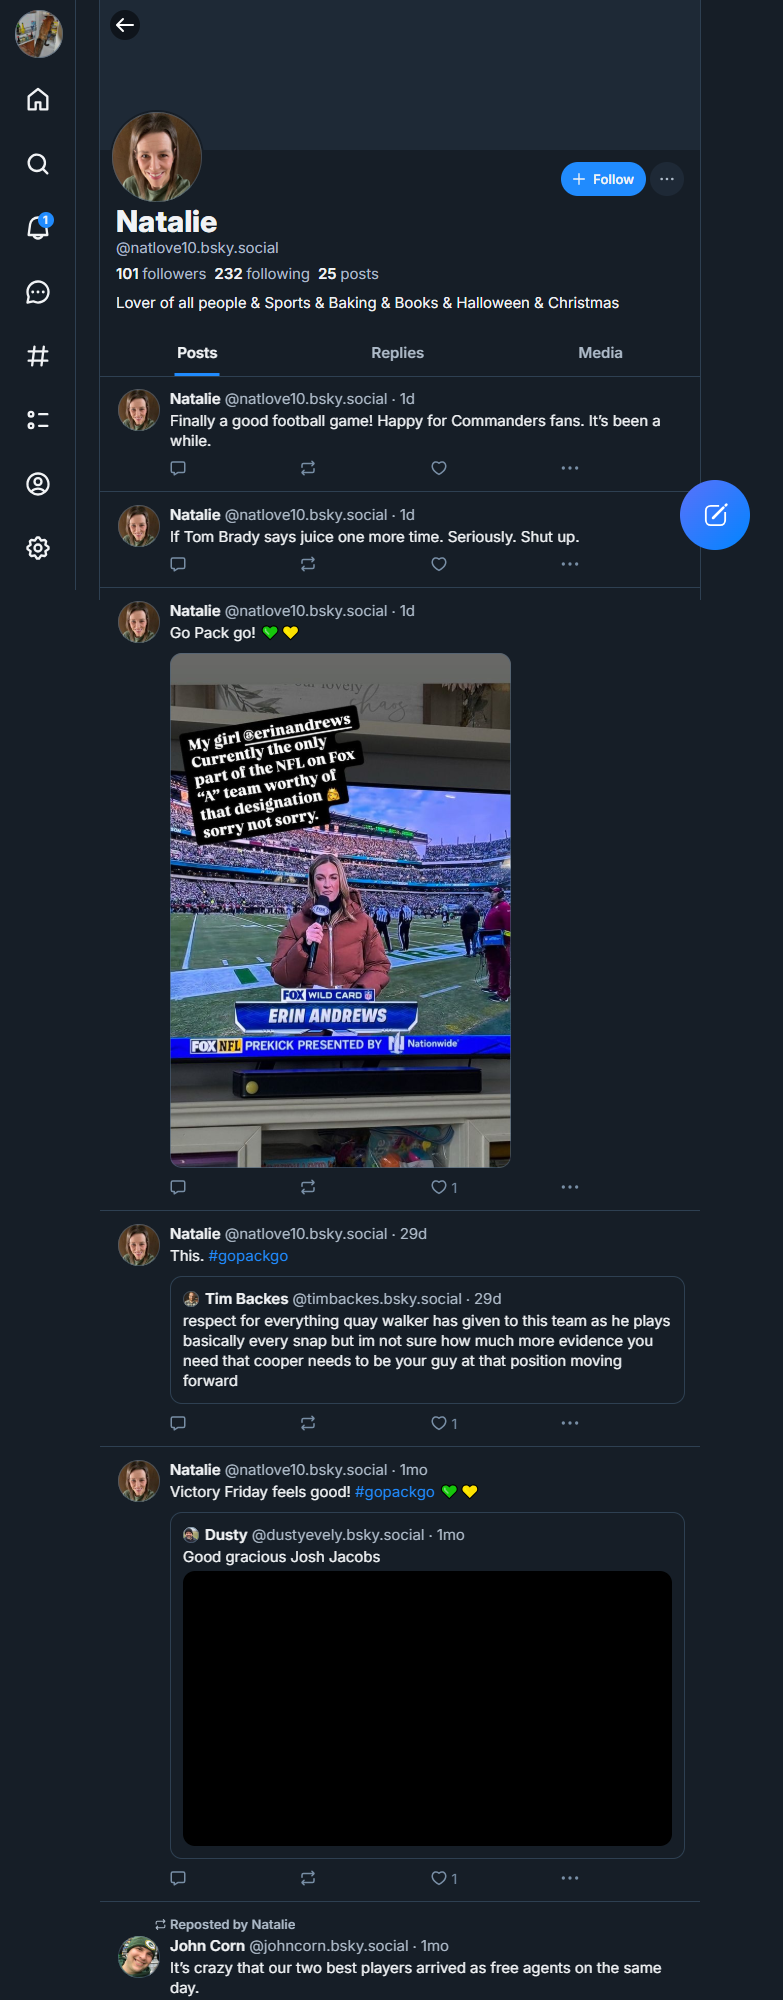 1
+ Follow
Natalie
@natlove10.bsky.social
101 followers 232 following 25 posts
Lover of all people & Sports & Baking & Books & Halloween & Christmas
Posts Replies Media
Natalie @natlove10.bsky.social · 1d
Finally a good football game! Happy for Commanders fans. It’s been a
while.
Natalie @natlove10.bsky.social · 1d
If Tom Brady says juice one more time. Seriously. Shut up.
Natalie @natlove10.bsky.social · 1d
Go Pack go! 💚 💛
our lovely
chaos
My girl @erinandrews
Currently the only
part of the NFL on Fox
“A” team worthy of
that designation 🤷
sorry not sorry.
FOX WILD CARD
ERIN ANDREWS
FOX NFL PREKICK PRESENTED BY Nationwide
1
Natalie @natlove10.bsky.social · 29d
This. #gopackgo
Tim Backes @timbackes.bsky.social · 29d
respect for everything quay walker has given to this team as he plays
basically every snap but im not sure how much more evidence you
need that cooper needs to be your guy at that position moving
forward
1
Natalie @natlove10.bsky.social · 1mo
Victory Friday feels good! #gopackgo 💚 💛
Dusty @dustyevely.bsky.social · 1mo
Good gracious Josh Jacobs
1
Reposted by Natalie
John Corn @johncorn.bsky.social · 1mo
It’s crazy that our two best players arrived as free agents on the same
day.